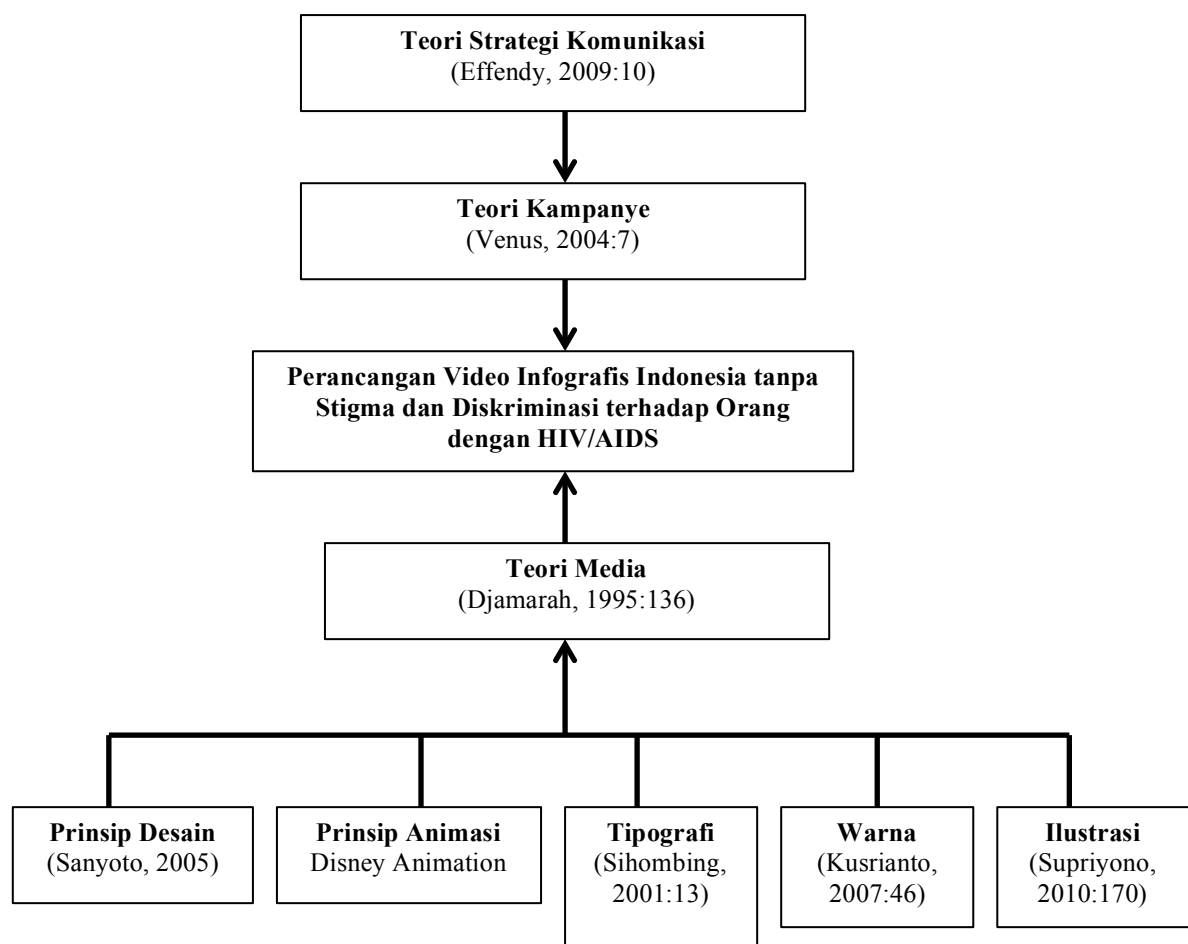 Teori Strategi Komunikasi
(Effendy, 2009:10)
Teori Kampanye
(Venus, 2004:7)
Perancangan Video Infografis Indonesia tanpa
Stigma dan Diskriminasi terhadap Orang
dengan HIV/AIDS
Teori Media
(Djamarah, 1995:136)
Prinsip Desain
(Sanyoto, 2005)
Prinsip Animasi
Disney Animation
Tipografi
(Sihombing,
2001:13)
Warna
(Kusrianto,
2007:46)
Ilustrasi
(Supriyono,
2010:170)